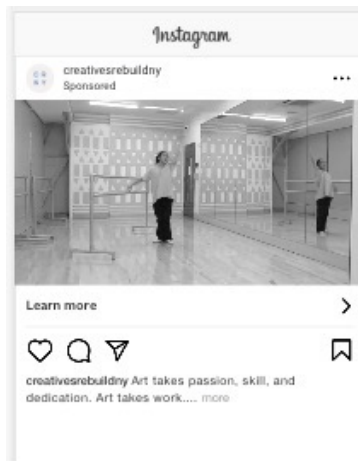 Instagram
creativesrebuildny
Sponsored
Learn more
creativesrebuildny Art takes passion, skill, and
dedication. Art takes work.... more